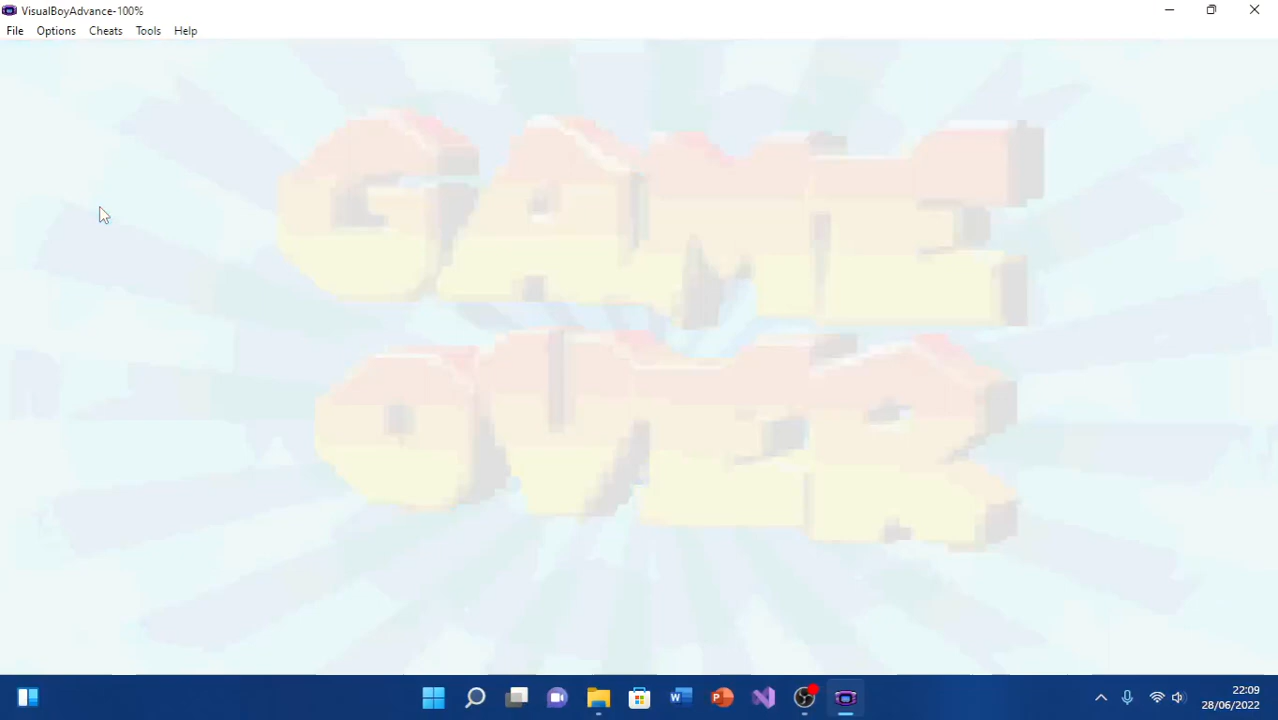 VisualBoyAdvance-100%
File Options Cheats Tools Help
GAME
OVER
22:09
28/06/2022